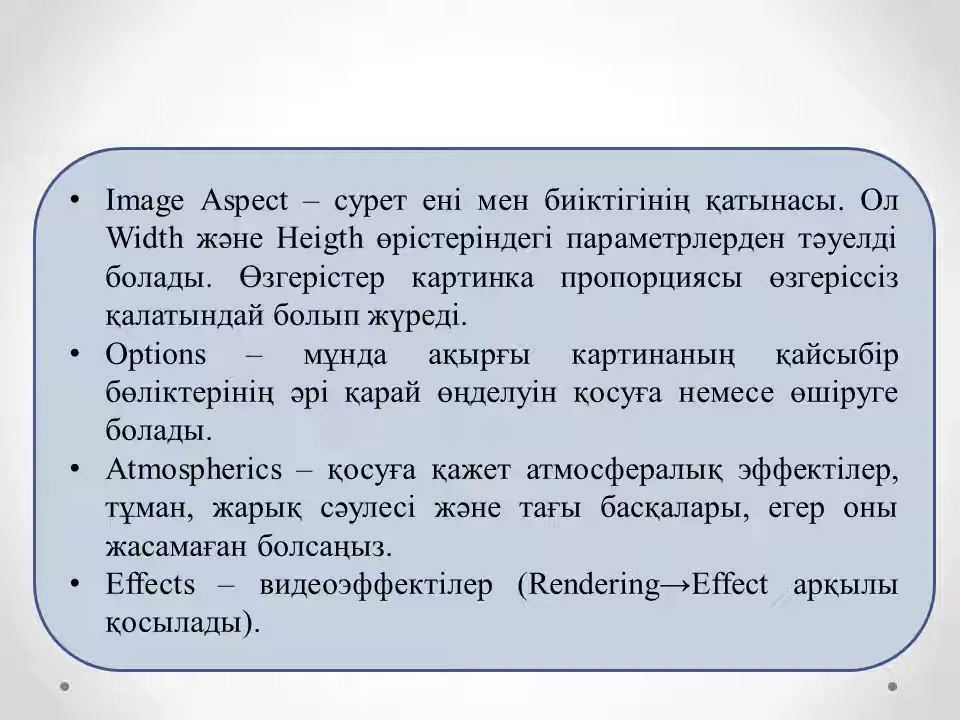 • Image Aspect – сурет ені мен биіктігінің қатынасы. Ол
Width және Heigth өрістеріндегі параметрлерден тәуелді
болады. Өзгерістер картинка пропорциясы өзгеріссіз
қалатындай болып жүреді.
• Options – мұнда ақырғы картинаның қайсыбір
бөліктерінің әрі қарай өңделуін қосуға немесе өшіруге
болады.
• Atmospherics – қосуға қажет атмосфералық эффектілер,
тұман, жарық сәулесі және тағы басқалары, егер оны
жасамаған болсаңыз.
• Effects – видеоэффектілер (Rendering→Effect арқылы
қосылады).